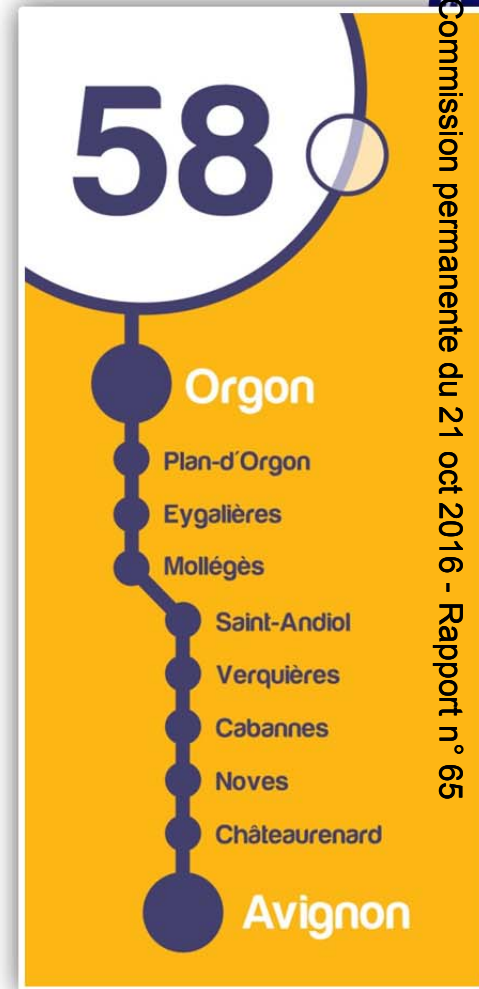 58
Orgon
Plan-d'Orgon
Eygalières
Mollégès
Saint-Andiol
Verquières
Cabannes
Noves
Châteaurenard
Avignon
Commission permanente du 21 oct 2016 - Rapport n° 65